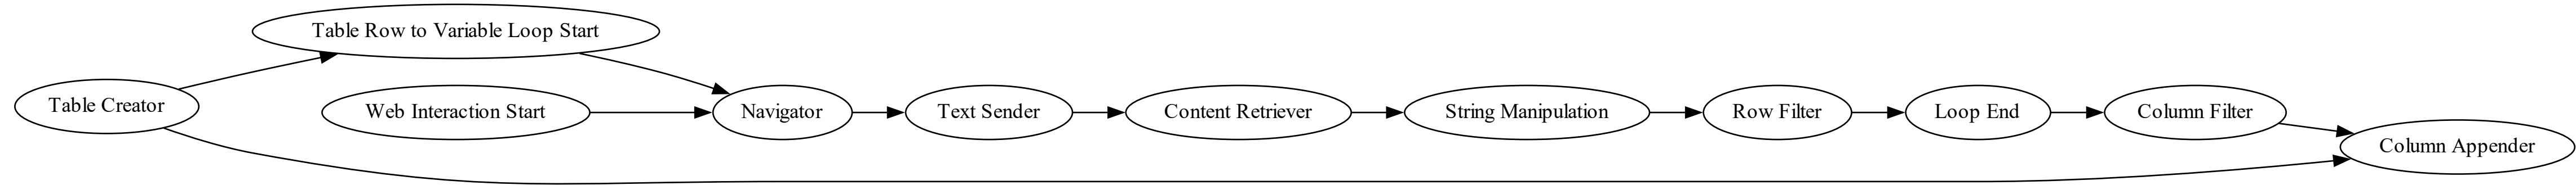 Table Row to Variable Loop Start
Table Creator
Web Interaction Start
Navigator
Text Sender
Content Retriever
String Manipulation
Row Filter
Loop End
Column Filter
Column Appender